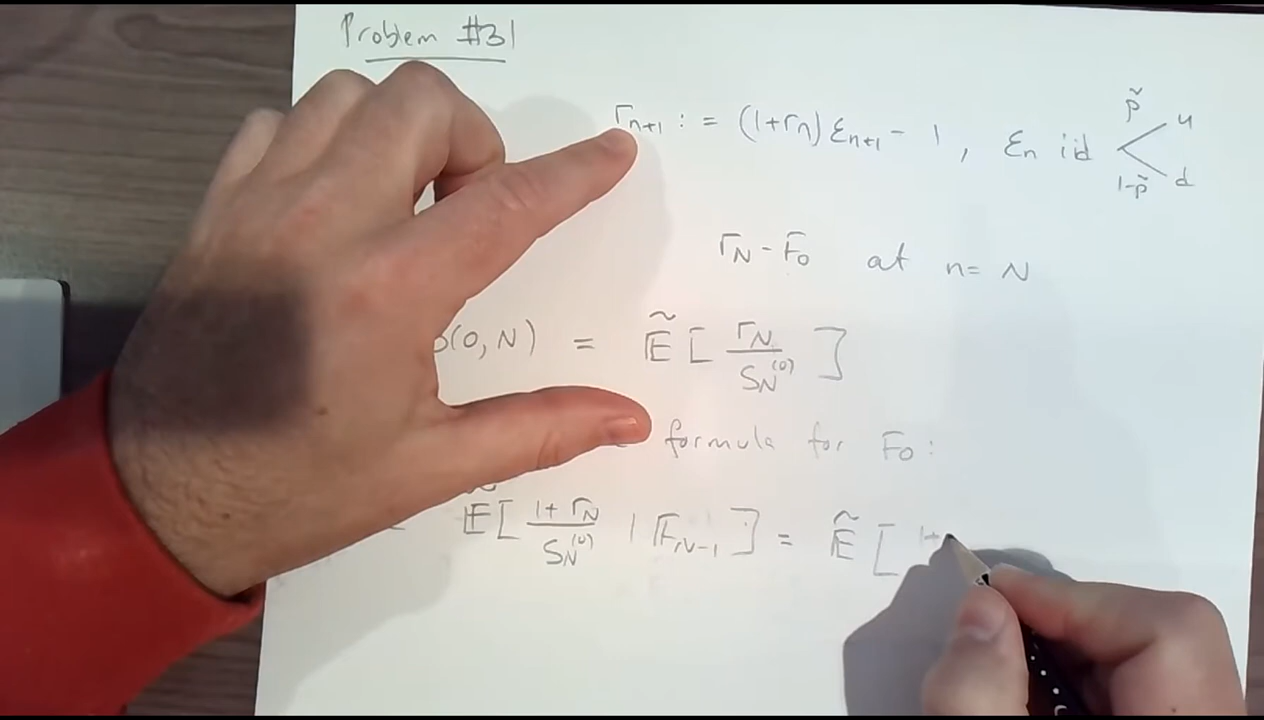 Problem #31
r_{n+1} := (1+r_n) ε_{n+1} - 1, ε_n iid p̃ u
1-p̃ d
r_N - F_0 at n = N
(0,N) = Ẽ [ r_N / S_N^{(0)} ]
formula for F_0:
Ẽ [ 1+r_N / S_N^{(0)} | F_{N-1} ] = Ẽ [ 1+